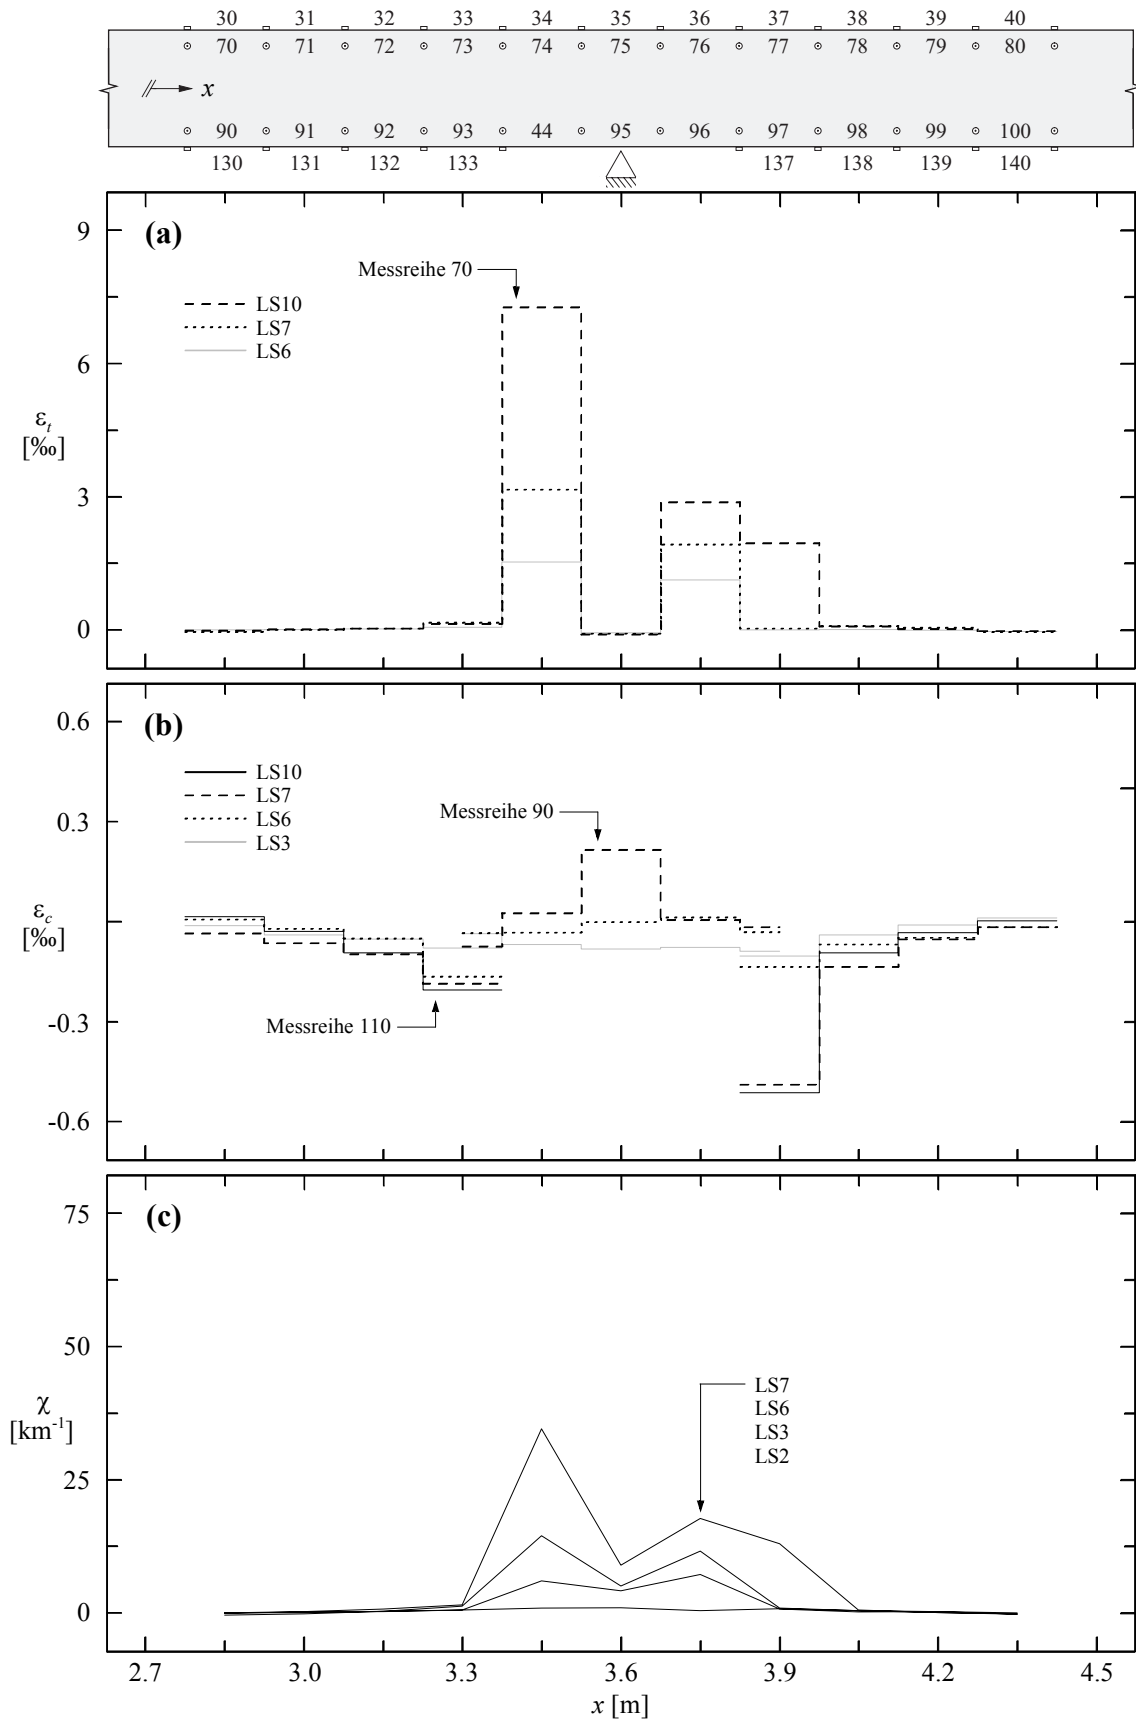 30 31 32 33 34 35 36 37 38 39 40
70 71 72 73 74 75 76 77 78 79 80
x
90 91 92 93 44 95 96 97 98 99 100
130 131 132 133 137 138 139 140
(a)
9
Messreihe 70
LS10
LS7
LS6
6
εt
[‰]
3
0
(b)
0.6
LS10
LS7
LS6
LS3
Messreihe 90
0.3
εc
[‰]
Messreihe 110
-0.3
-0.6
(c)
75
50
LS7
LS6
LS3
LS2
χ
[km-1]
25
0
2.7 3.0 3.3 3.6 3.9 4.2 4.5
x [m]